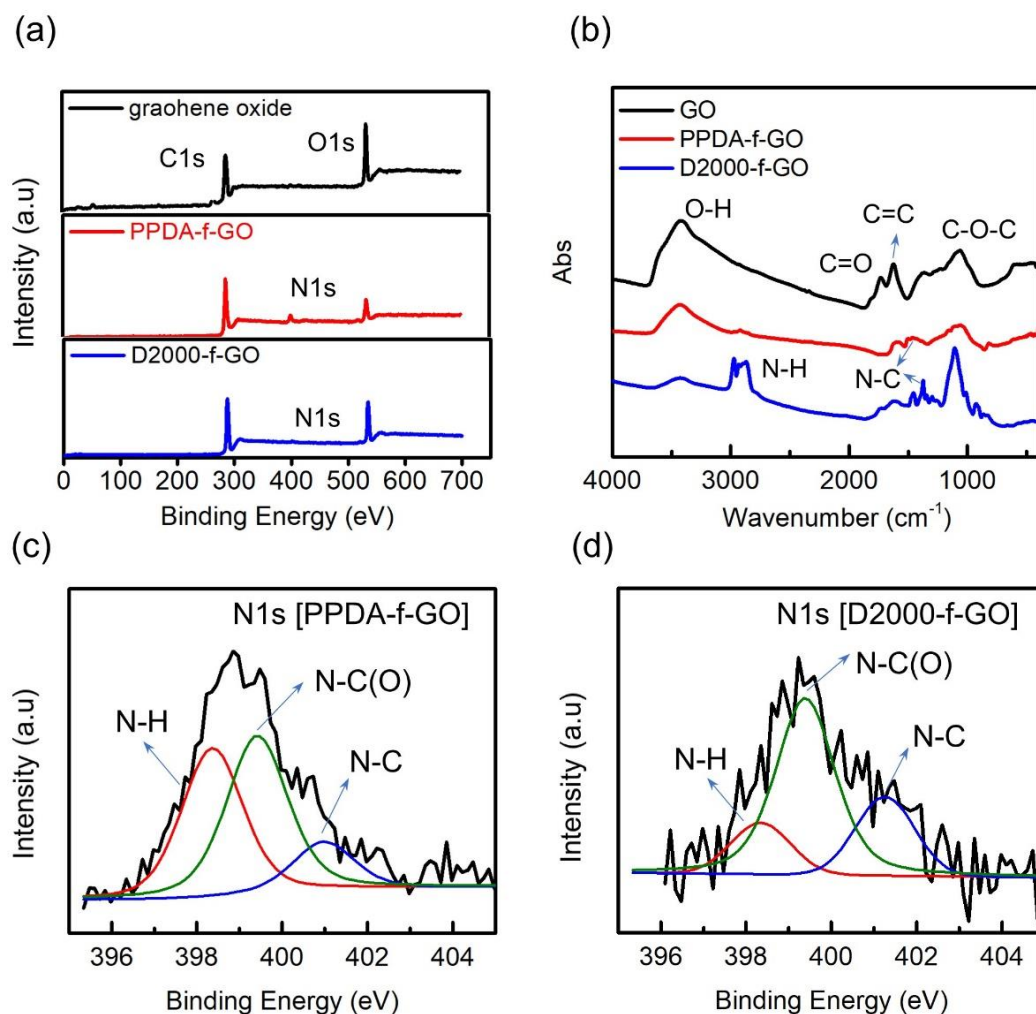 (a)
graohene oxide
C1s
O1s
PPDA-f-GO
N1s
D2000-f-GO
N1s
Intensity (a.u)
0 100 200 300 400 500 600 700
Binding Energy (eV)
(b)
GO
PPDA-f-GO
D2000-f-GO
O-H
C=O
C=C
C-O-C
N-H
N-C
Abs
4000 3000 2000 1000
Wavenumber (cm⁻¹)
(c)
N1s [PPDA-f-GO]
N-H
N-C(O)
N-C
Intensity (a.u)
396 398 400 402 404
Binding Energy (eV)
(d)
N1s [D2000-f-GO]
N-C(O)
N-H
N-C
Intensity (a.u)
396 398 400 402 404
Binding Energy (eV)